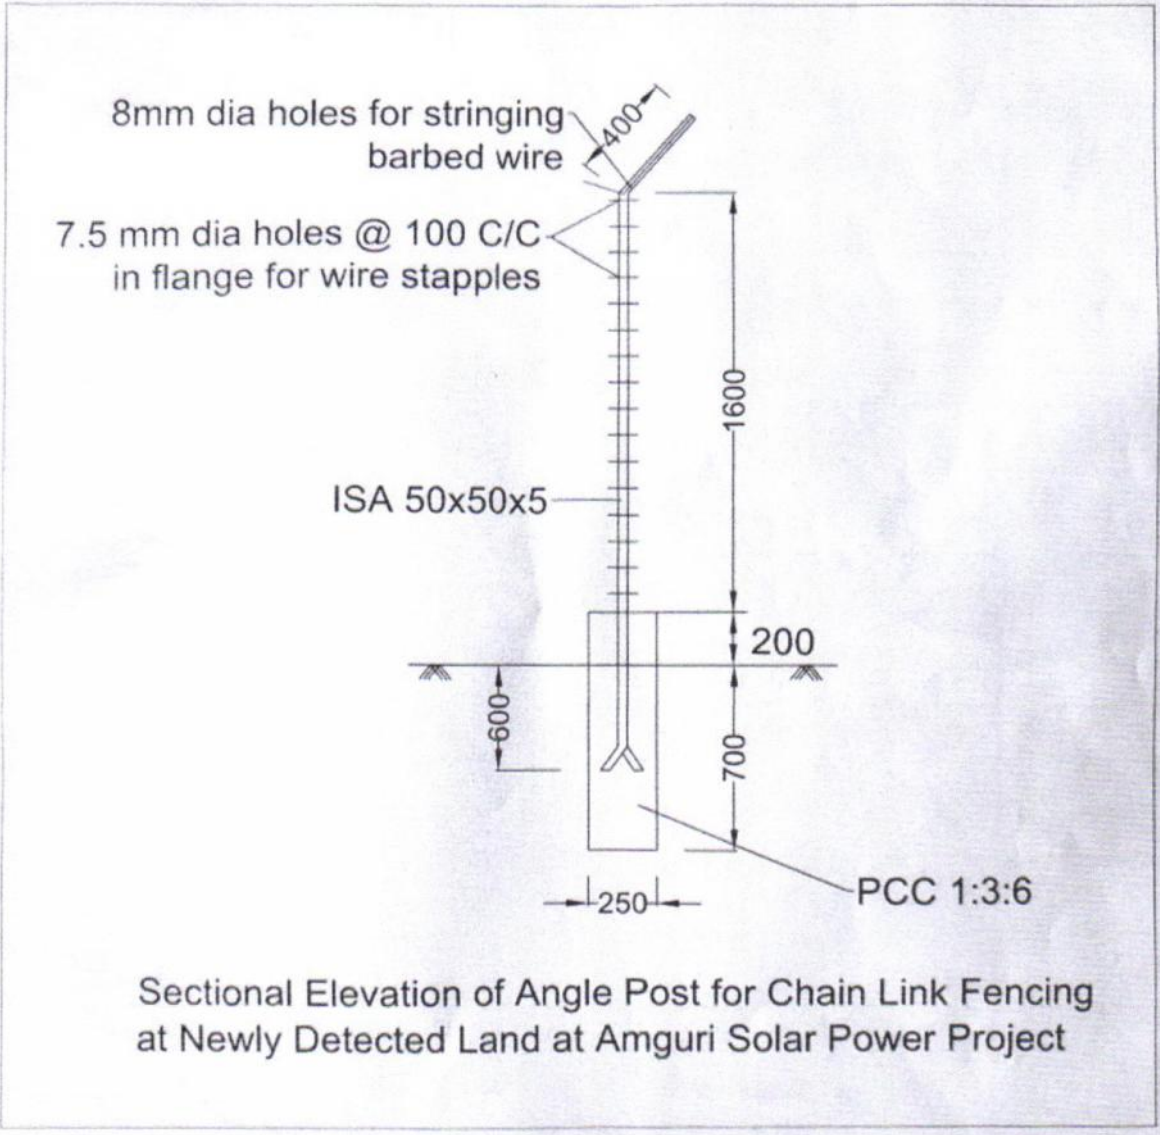 8mm dia holes for stringing
barbed wire
400
7.5 mm dia holes @ 100 C/C
in flange for wire stapples
1600
ISA 50x50x5
200
600
700
PCC 1:3:6
250
Sectional Elevation of Angle Post for Chain Link Fencing
at Newly Detected Land at Amguri Solar Power Project